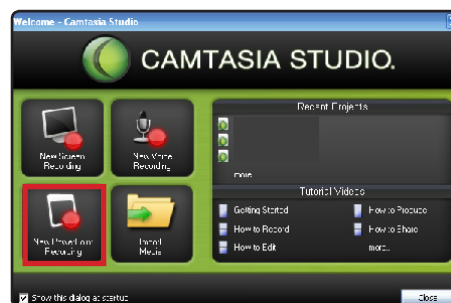 Welcome - Camtasia Studio
CAMTASIA STUDIO.
New Screen
Recording
New Voice
Recording
New PowerPoint
Recording
Import
Media
Recent Projects
more
Tutorial Videos
Getting Started
How to Record
How to Edit
How to Produce
How to Share
more...
Show this dialog at startup
Close